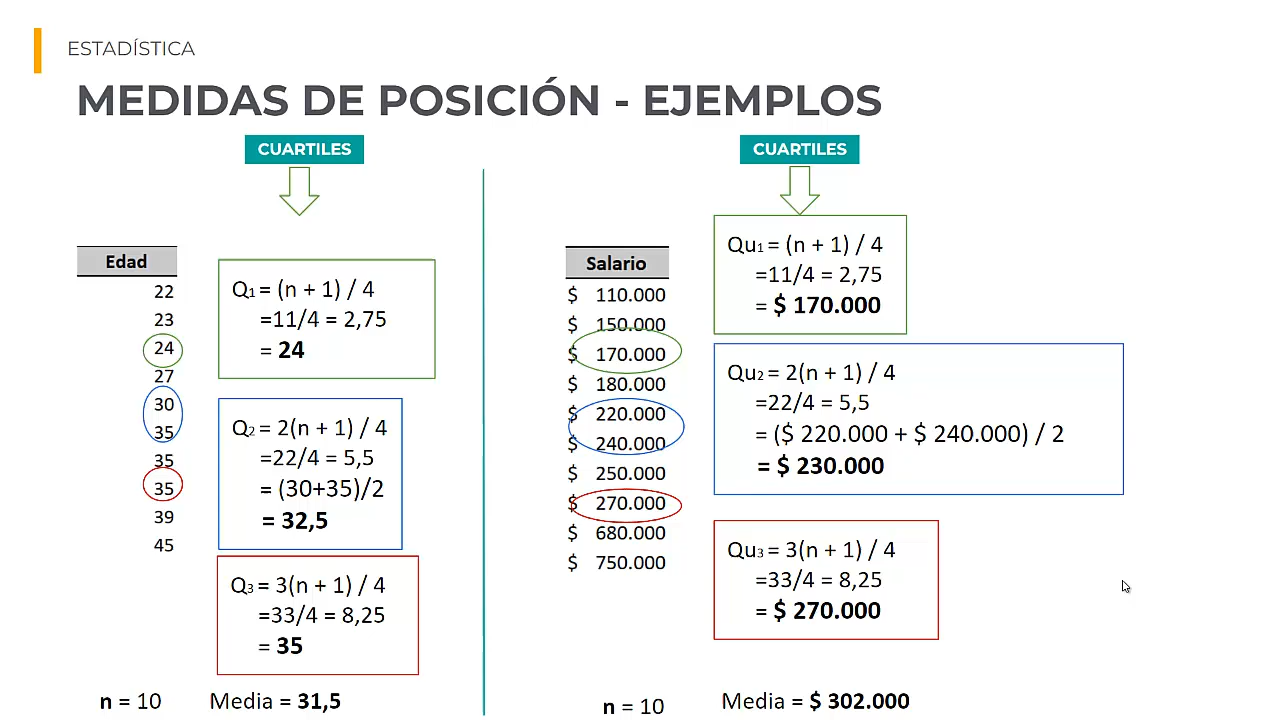 ESTADÍSTICA
MEDIDAS DE POSICIÓN - EJEMPLOS
CUARTILES
Edad
22
23
24
27
30
35
35
35
39
45
Q1 = (n + 1) / 4
=11/4 = 2,75
= 24
Q2 = 2(n + 1) / 4
=22/4 = 5,5
= (30+35)/2
= 32,5
Q3 = 3(n + 1) / 4
=33/4 = 8,25
= 35
n = 10
Media = 31,5
CUARTILES
Salario
$ 110.000
$ 150.000
$ 170.000
$ 180.000
$ 220.000
$ 240.000
$ 250.000
$ 270.000
$ 680.000
$ 750.000
Qu1 = (n + 1) / 4
=11/4 = 2,75
= $ 170.000
Qu2 = 2(n + 1) / 4
=22/4 = 5,5
= ($ 220.000 + $ 240.000) / 2
= $ 230.000
Qu3 = 3(n + 1) / 4
=33/4 = 8,25
= $ 270.000
n = 10
Media = $ 302.000